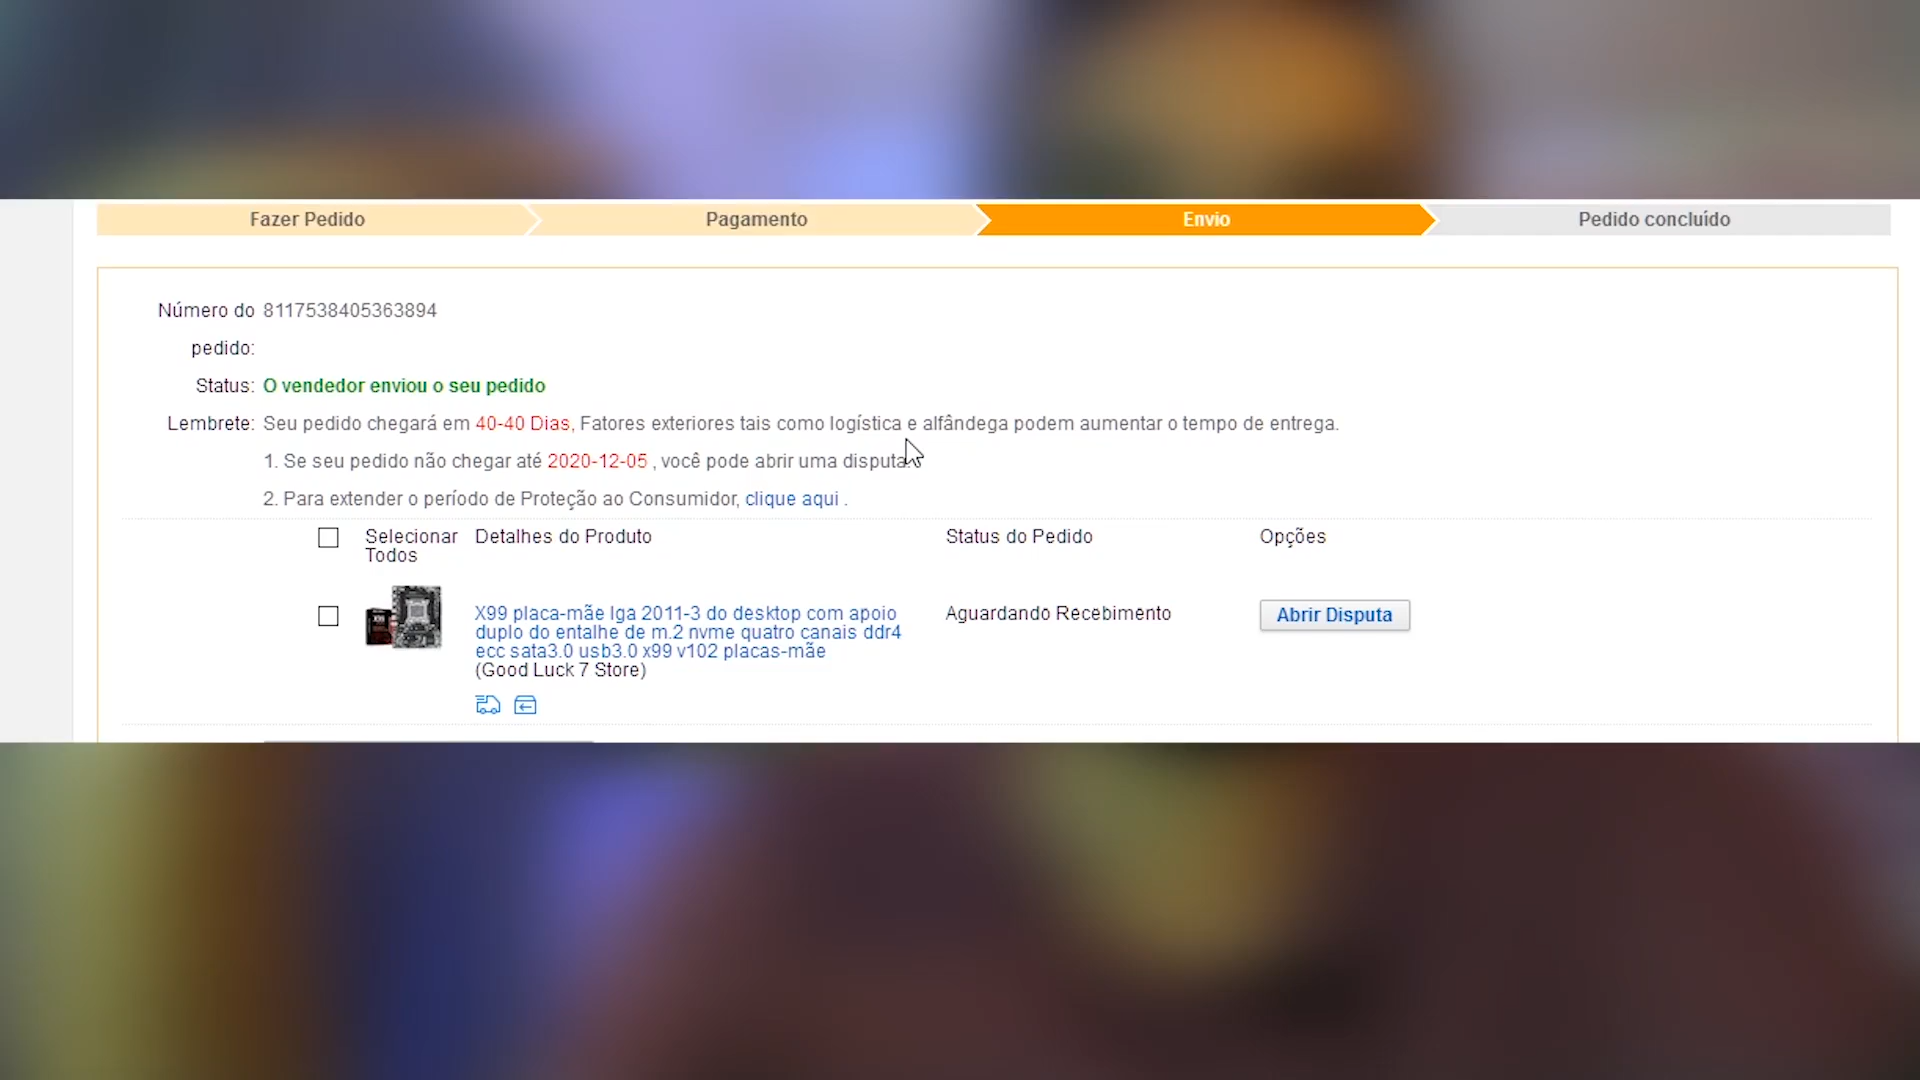 Fazer Pedido
Pagamento
Envio
Pedido concluído
Número do 8117538405363894
pedido:
Status: O vendedor enviou o seu pedido
Lembrete: Seu pedido chegará em 40-40 Dias, Fatores exteriores tais como logística e alfândega podem aumentar o tempo de entrega.
1. Se seu pedido não chegar até 2020-12-05 , você pode abrir uma disputa
2. Para extender o período de Proteção ao Consumidor, clique aqui .
Selecionar
Todos
Detalhes do Produto
Status do Pedido
Opções
X99 placa-mãe lga 2011-3 do desktop com apoio
duplo do entalhe de m.2 nvme quatro canais ddr4
ecc sata3.0 usb3.0 x99 v102 placas-mãe
(Good Luck 7 Store)
Aguardando Recebimento
Abrir Disputa